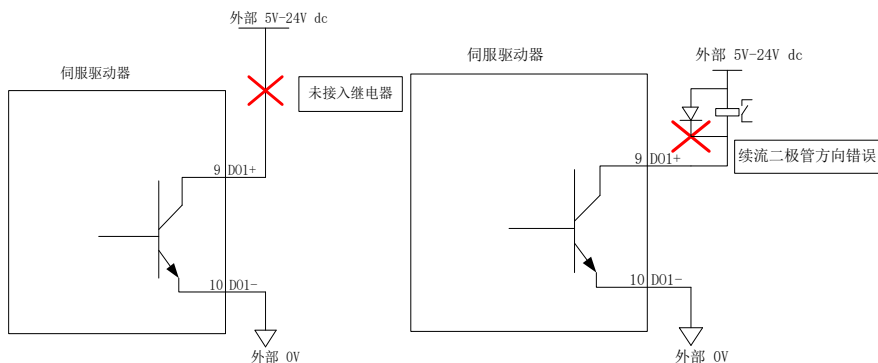 外部 5V-24V dc
伺服驱动器
未接入继电器
9 DO1+
10 DO1-
外部 0V
伺服驱动器
外部 5V-24V dc
续流二极管方向错误
9 DO1+
10 DO1-
外部 0V